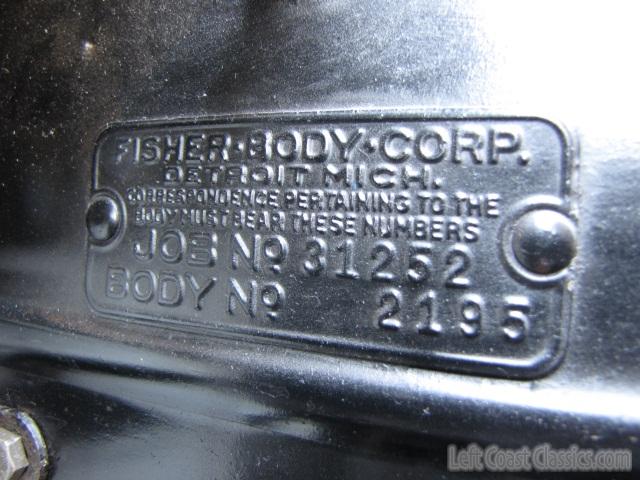 FISHER·BODY·CORP.
DETROIT MICH.
CORRESPONDENCE PERTAINING TO THE
BODY MUST BEAR THESE NUMBERS
JOB Nº 31252
BODY Nº 2195
Left Coast Classics.com